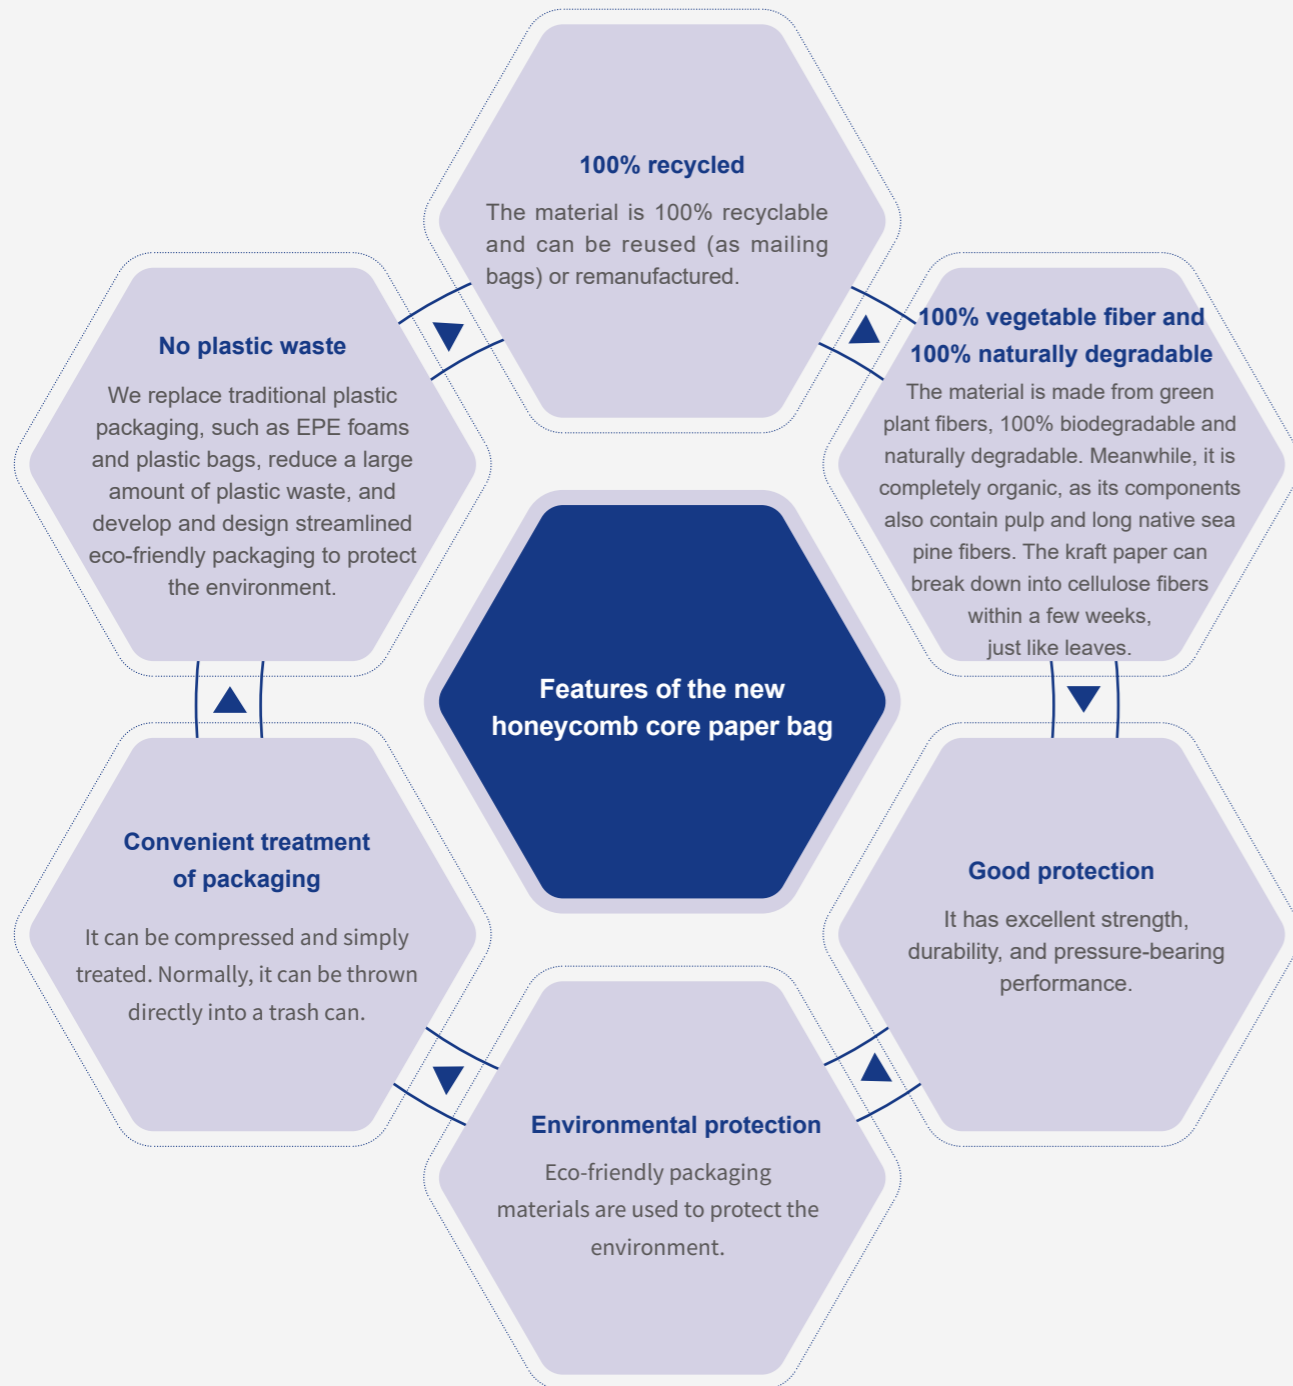 100% recycled
The material is 100% recyclable
and can be reused (as mailing
bags) or remanufactured.
100% vegetable fiber and
100% naturally degradable
The material is made from green
plant fibers, 100% biodegradable and
naturally degradable. Meanwhile, it is
completely organic, as its components
also contain pulp and long native sea
pine fibers. The kraft paper can
break down into cellulose fibers
within a few weeks,
just like leaves.
No plastic waste
We replace traditional plastic
packaging, such as EPE foams
and plastic bags, reduce a large
amount of plastic waste, and
develop and design streamlined
eco-friendly packaging to protect
the environment.
Features of the new
honeycomb core paper bag
Convenient treatment
of packaging
It can be compressed and simply
treated. Normally, it can be thrown
directly into a trash can.
Good protection
It has excellent strength,
durability, and pressure-bearing
performance.
Environmental protection
Eco-friendly packaging
materials are used to protect the
environment.